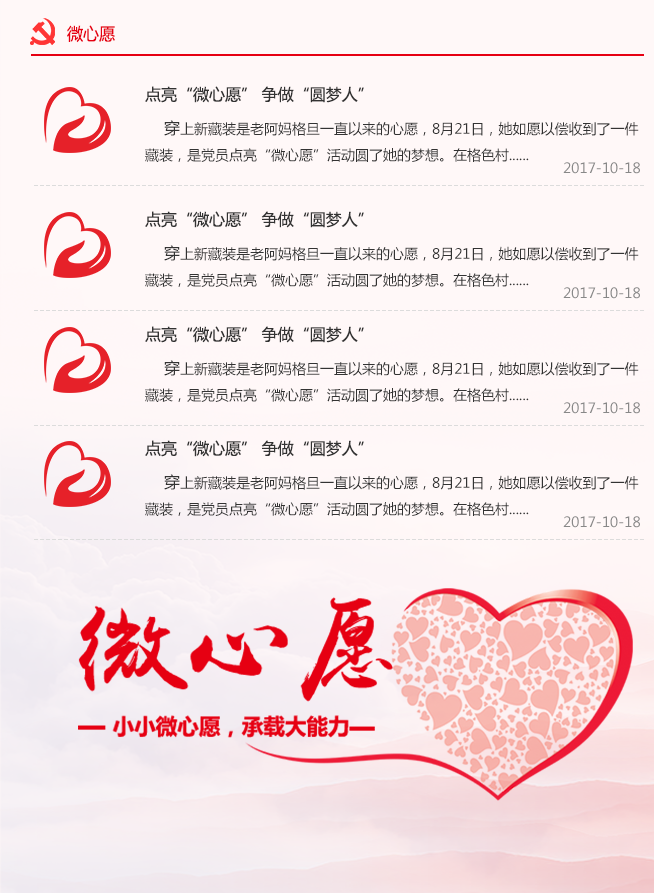 微心愿
点亮“微心愿” 争做“圆梦人”
穿上新藏装是老阿妈格旦一直以来的心愿，8月21日，她如愿以偿收到了一件
藏装，是党员点亮“微心愿”活动圆了她的梦想。在格色村......
2017-10-18
点亮“微心愿” 争做“圆梦人”
穿上新藏装是老阿妈格旦一直以来的心愿，8月21日，她如愿以偿收到了一件
藏装，是党员点亮“微心愿”活动圆了她的梦想。在格色村......
2017-10-18
点亮“微心愿” 争做“圆梦人”
穿上新藏装是老阿妈格旦一直以来的心愿，8月21日，她如愿以偿收到了一件
藏装，是党员点亮“微心愿”活动圆了她的梦想。在格色村......
2017-10-18
点亮“微心愿” 争做“圆梦人”
穿上新藏装是老阿妈格旦一直以来的心愿，8月21日，她如愿以偿收到了一件
藏装，是党员点亮“微心愿”活动圆了她的梦想。在格色村......
2017-10-18
微心愿
— 小小微心愿，承载大能力—